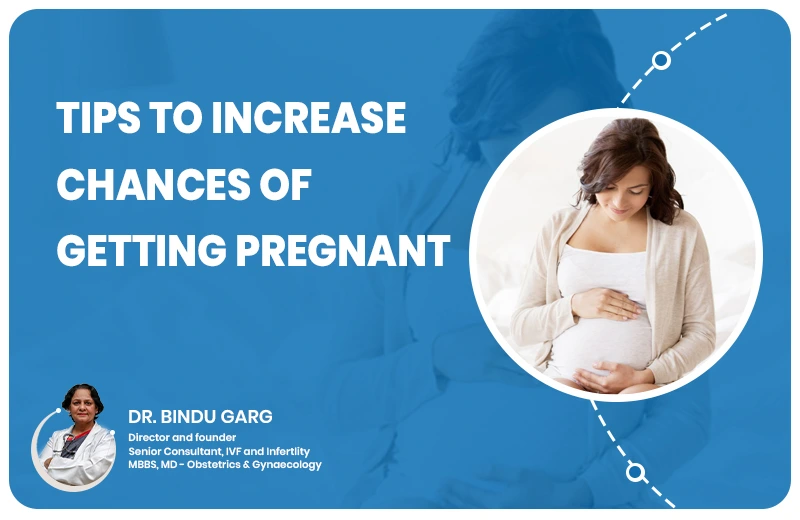 TIPS TO INCREASE
CHANCES OF
GETTING PREGNANT
DR. BINDU GARG
Director and founder
Senior Consultant, IVF and Infertlity
MBBS, MD - Obstetrics & Gynaecology